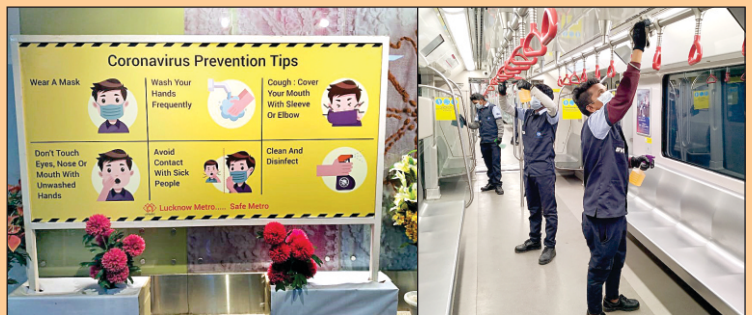 Coronavirus Prevention Tips
Wear A Mask
Wash Your
Hands
Frequently
Cough : Cover
Your Mouth
With Sleeve
Or Elbow
Don't Touch
Eyes, Nose Or
Mouth With
Unwashed
Hands
Avoid
Contact
With Sick
People
Clean And
Disinfect
Lucknow Metro..... Safe Metro